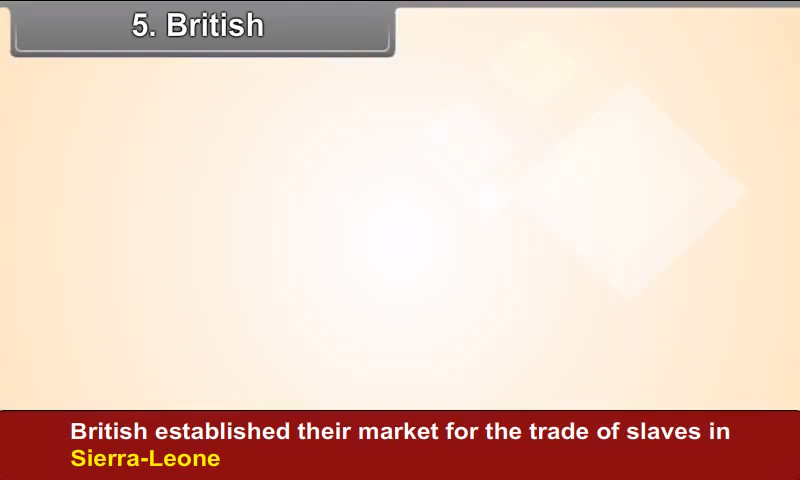 5. British
British established their market for the trade of slaves in
Sierra-Leone